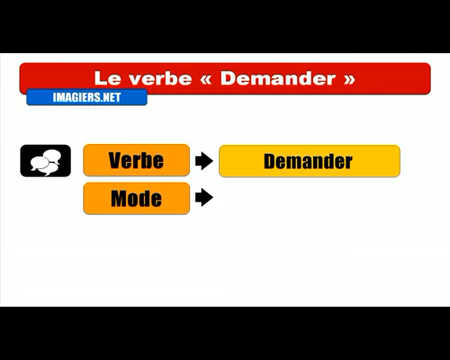 Le verbe « Demander »
IMAGIERS.NET
Verbe Demander
Mode